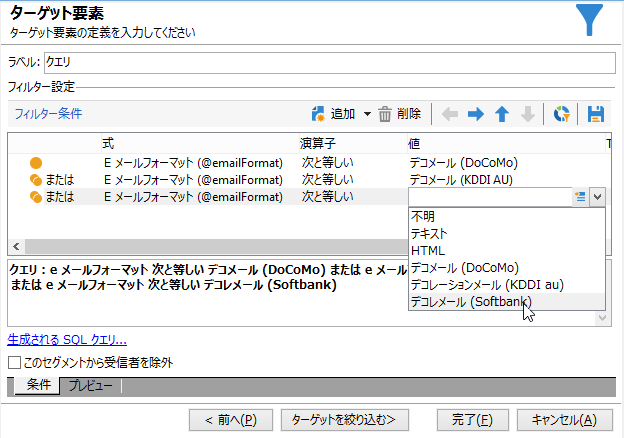 ターゲット要素
ターゲット要素の定義を入力してください
ラベル: クエリ
フィルター設定
フィルター条件 追加 削除
式 演算子 値 T
E メールフォーマット (@emailFormat) 次と等しい デコメール (DoCoMo)
または E メールフォーマット (@emailFormat) 次と等しい デコメール (KDDI AU)
または E メールフォーマット (@emailFormat) 次と等しい
不明
テキスト
HTML
デコメール (DoCoMo)
デコレーションメール (KDDI au)
デコレメール (Softbank)
クエリ : e メールフォーマット 次と等しい デコメール (DoCoMo) または e メー
または e メールフォーマット 次と等しい デコレメール (Softbank)
生成される SQL クエリ...
このセグメントから受信者を除外
条件 プレビュー
< 前へ(P) ターゲットを絞り込む> 完了(F) キャンセル(A)